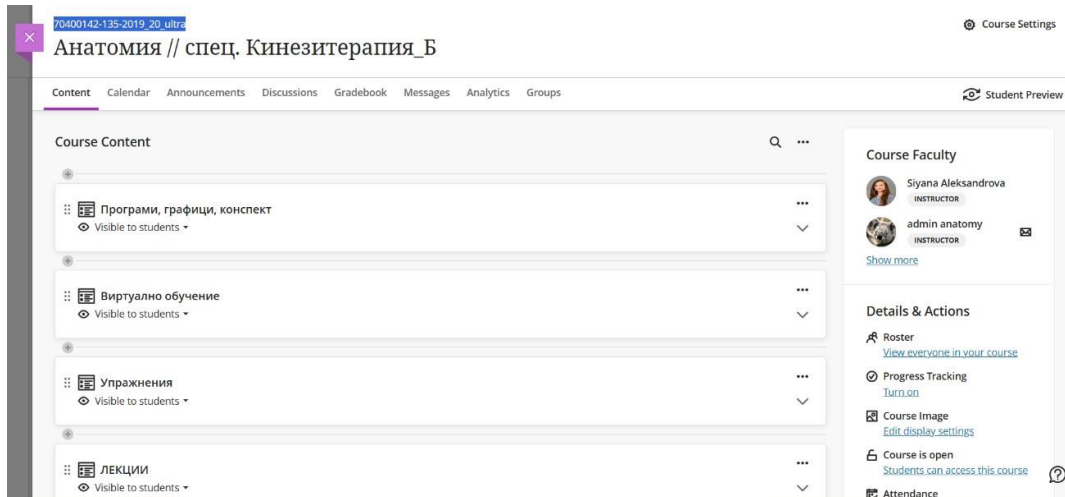 70400142-135-2019_20_ultra
Анатомия // спец. Кинезитерапия_Б
Course Settings
Content Calendar Announcements Discussions Gradebook Messages Analytics Groups
Student Preview
Course Content
Програми, графици, конспект
Visible to students
Виртуално обучение
Visible to students
Упражнения
Visible to students
ЛЕКЦИИ
Visible to students
Course Faculty
Siyana Aleksandrova
INSTRUCTOR
admin anatomy
INSTRUCTOR
Show more
Details & Actions
Roster
View everyone in your course
Progress Tracking
Turn on
Course Image
Edit display settings
Course is open
Students can access this course
Attendance